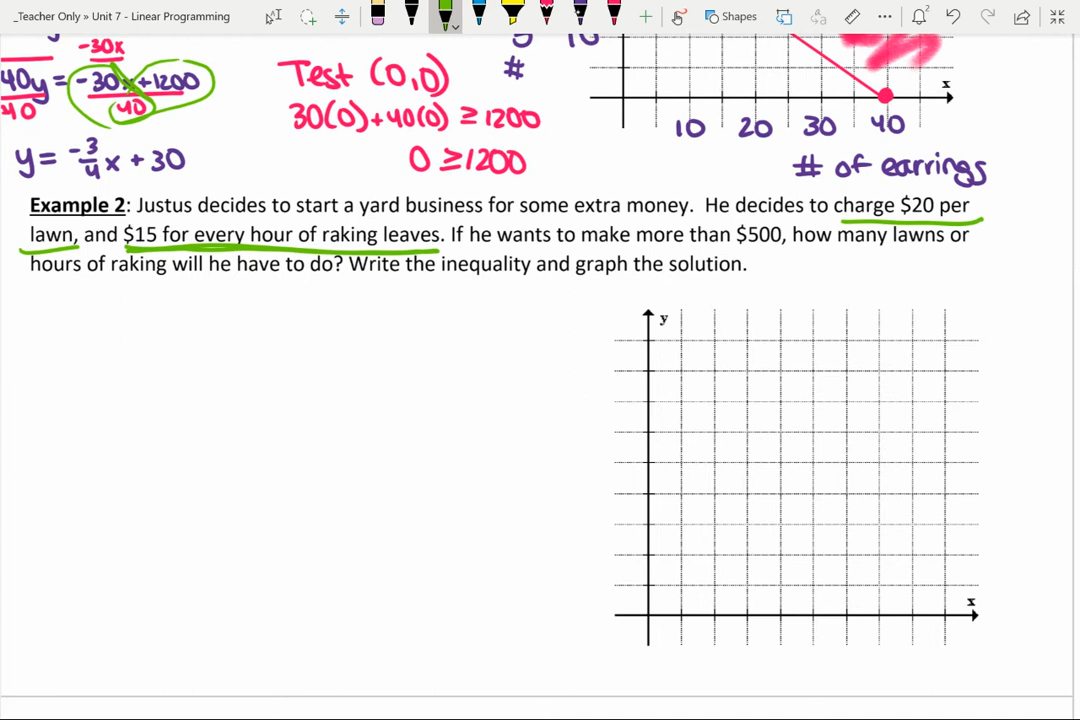 _Teacher Only » Unit 7 - Linear Programming
Shapes
-30x
40y = -30x + 1200
40 40
y = -3/4x + 30
Test (0,0)
30(0) + 40(0) ≥ 1200
0 ≥ 1200
#
10
x
10 20 30 40
# of earrings
Example 2: Justus decides to start a yard business for some extra money. He decides to charge $20 per
lawn, and $15 for every hour of raking leaves. If he wants to make more than $500, how many lawns or
hours of raking will he have to do? Write the inequality and graph the solution.
y
x